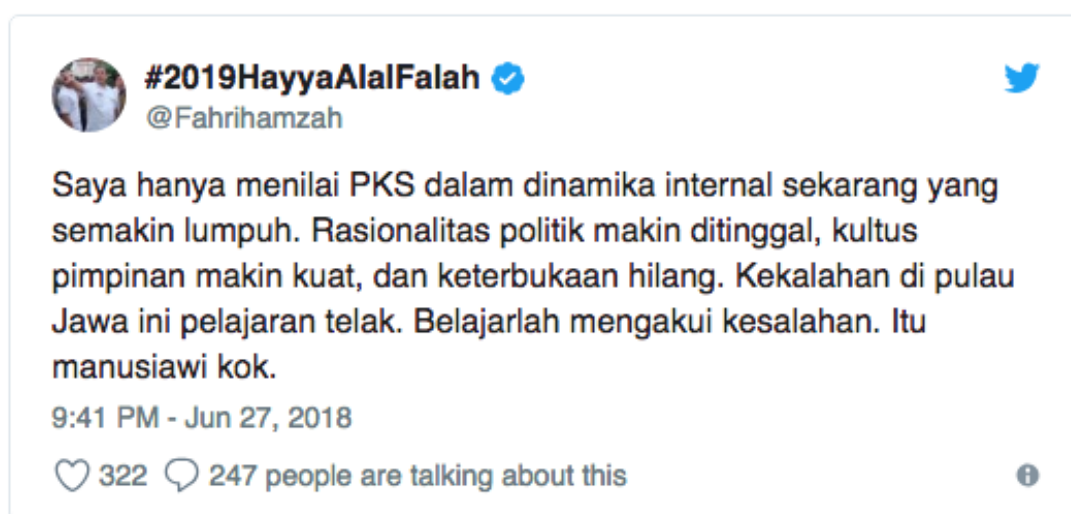 #2019HayyaAlalFalah
@Fahrihamzah
Saya hanya menilai PKS dalam dinamika internal sekarang yang
semakin lumpuh. Rasionalitas politik makin ditinggal, kultus
pimpinan makin kuat, dan keterbukaan hilang. Kekalahan di pulau
Jawa ini pelajaran telak. Belajarlah mengakui kesalahan. Itu
manusiawi kok.
9:41 PM - Jun 27, 2018
322 247 people are talking about this